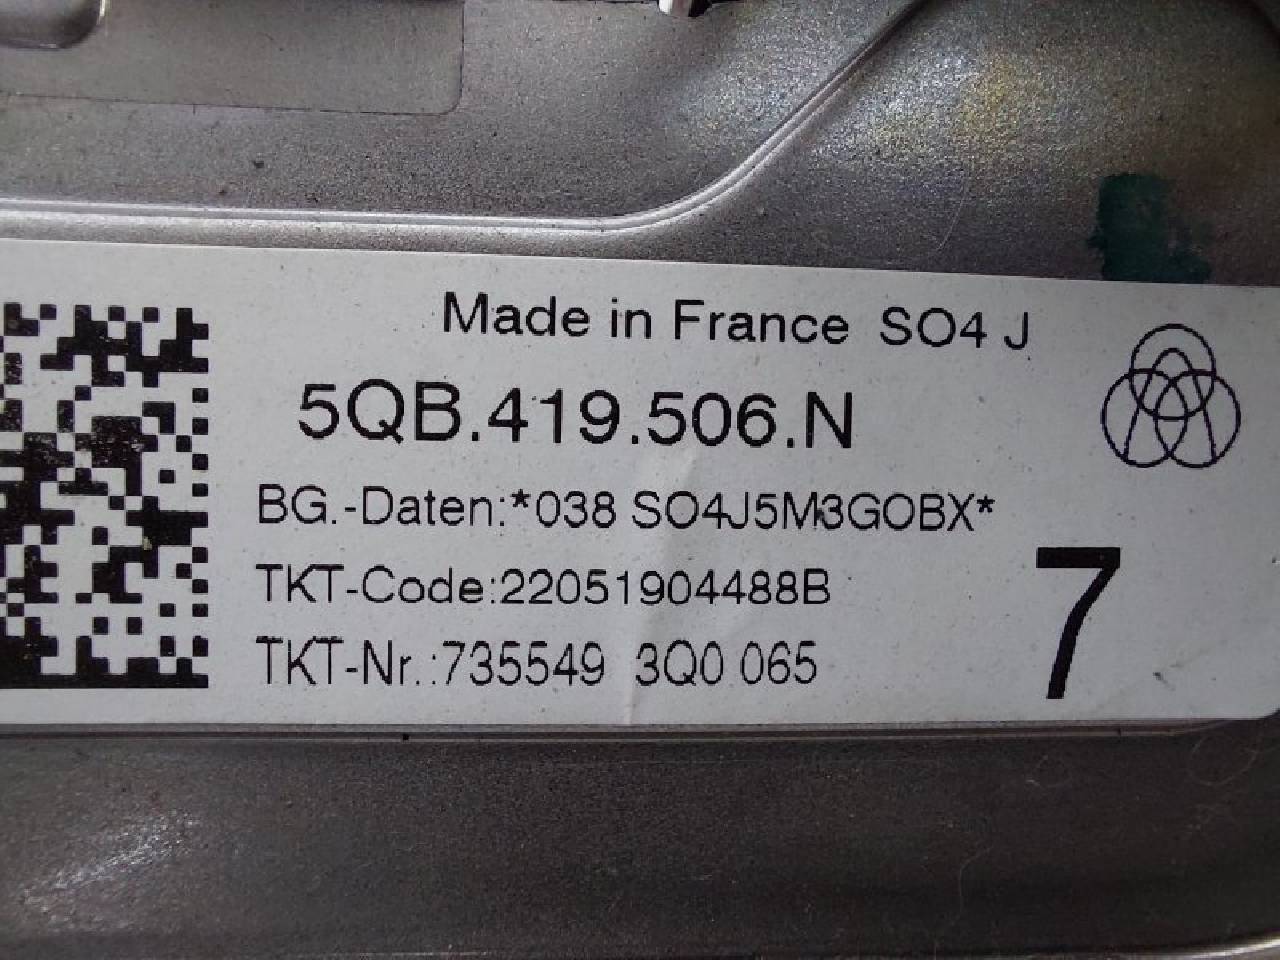 Made in France SO4 J
5QB.419.506.N
BG.-Daten:*038 SO4J5M3GOBX*
TKT-Code:22051904488B
7
TKT-Nr.:735549 3Q0 065